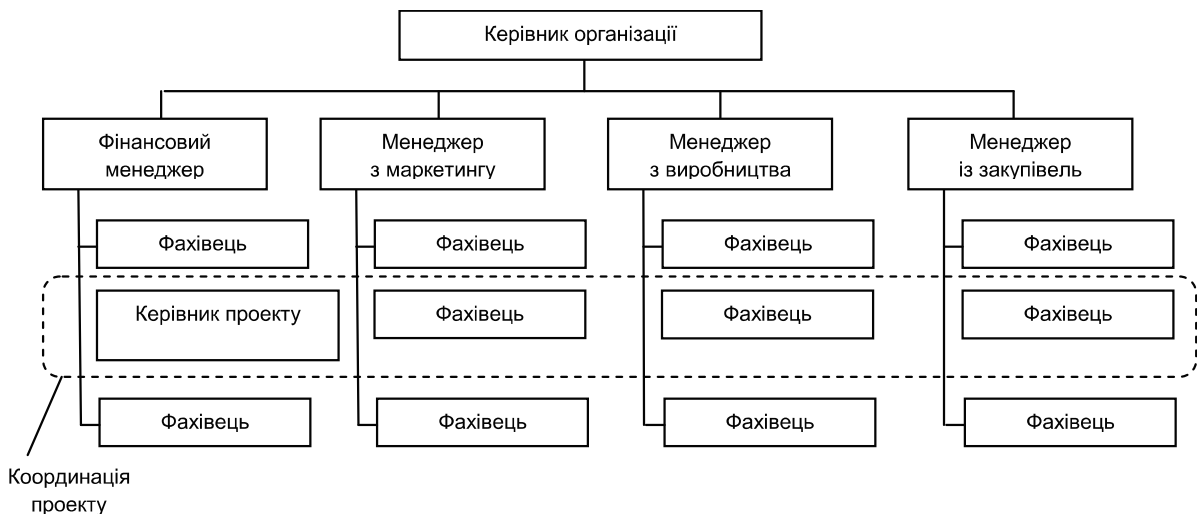 Керівник організації
Фінансовий
менеджер
Менеджер
з маркетингу
Менеджер
з виробництва
Менеджер
із закупівель
Фахівець
Фахівець
Фахівець
Фахівець
Керівник проекту
Фахівець
Фахівець
Фахівець
Фахівець
Фахівець
Фахівець
Фахівець
Координація
проекту